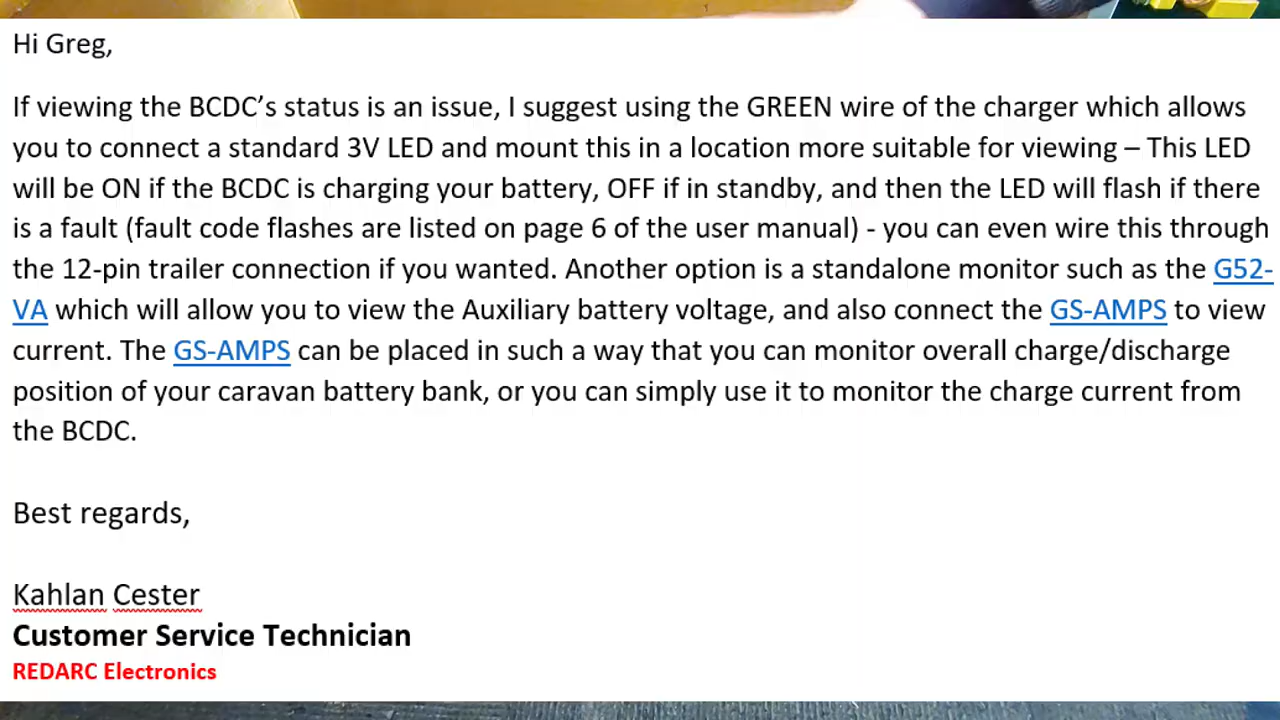 Hi Greg,
If viewing the BCDC’s status is an issue, I suggest using the GREEN wire of the charger which allows
you to connect a standard 3V LED and mount this in a location more suitable for viewing – This LED
will be ON if the BCDC is charging your battery, OFF if in standby, and then the LED will flash if there
is a fault (fault code flashes are listed on page 6 of the user manual) - you can even wire this through
the 12-pin trailer connection if you wanted. Another option is a standalone monitor such as the G52-
VA which will allow you to view the Auxiliary battery voltage, and also connect the GS-AMPS to view
current. The GS-AMPS can be placed in such a way that you can monitor overall charge/discharge
position of your caravan battery bank, or you can simply use it to monitor the charge current from
the BCDC.
Best regards,
Kahlan Cester
Customer Service Technician
REDARC Electronics